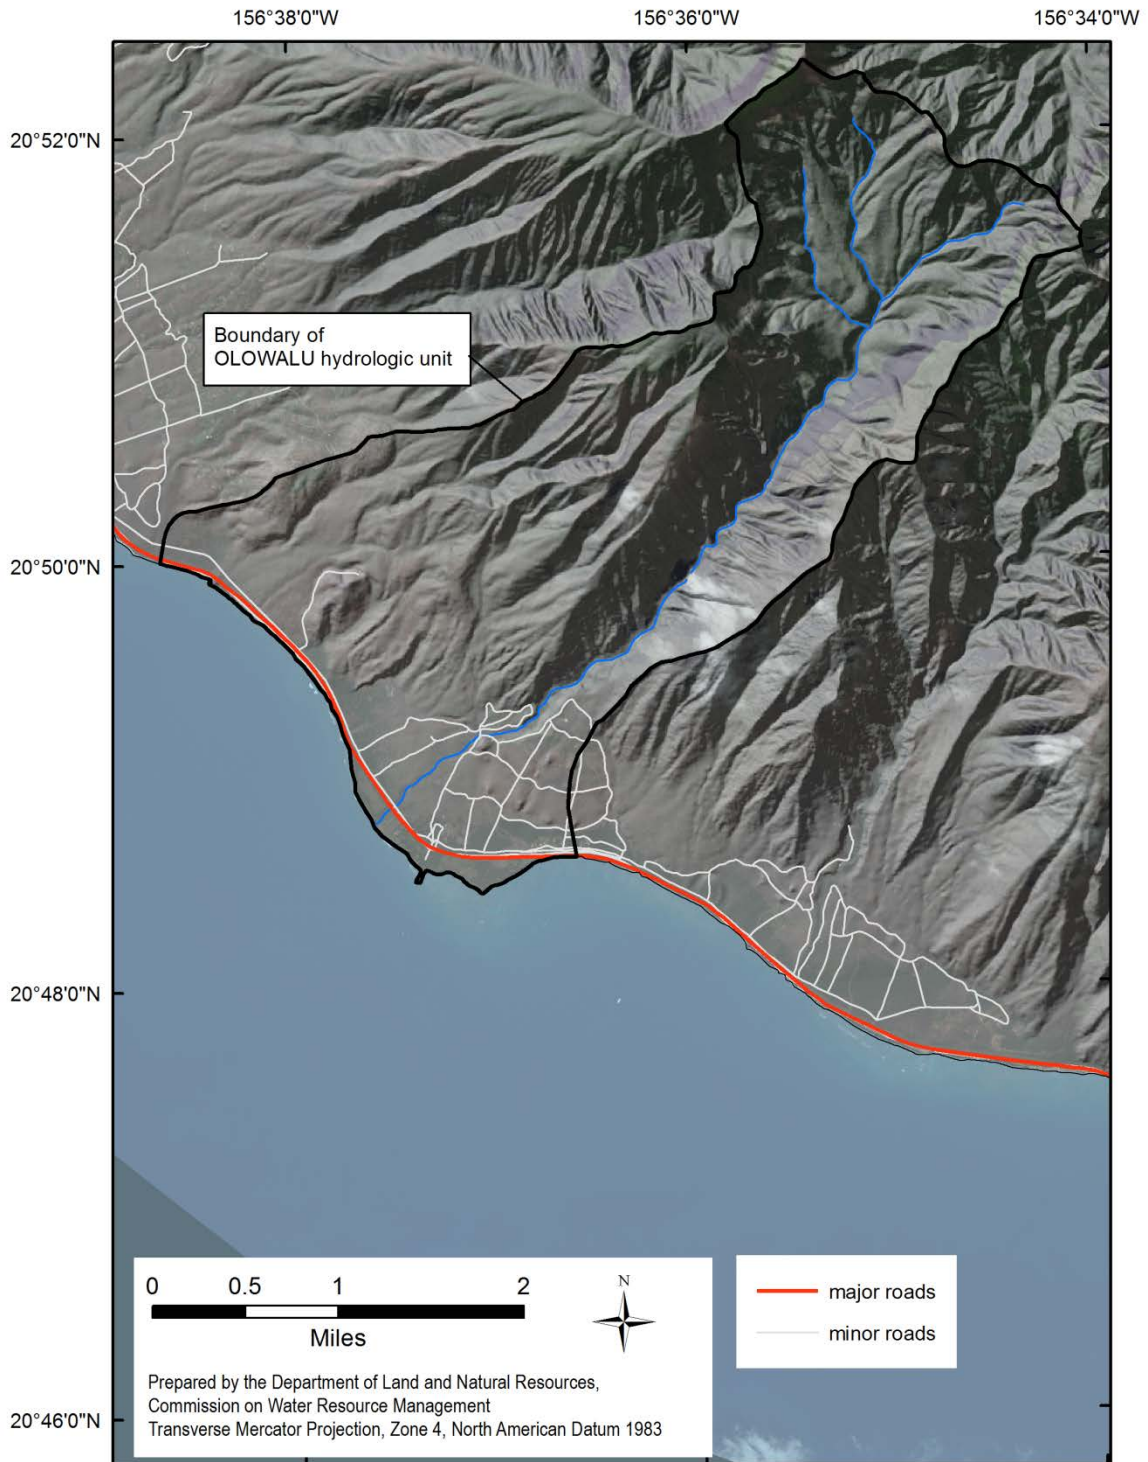 156°38'0"W
156°36'0"W
156°34'0"W
20°52'0"N
Boundary of
OLOWALU hydrologic unit
20°50'0"N
20°48'0"N
0 0.5 1 2
Miles
N
major roads
minor roads
Prepared by the Department of Land and Natural Resources,
Commission on Water Resource Management
Transverse Mercator Projection, Zone 4, North American Datum 1983
20°46'0"N